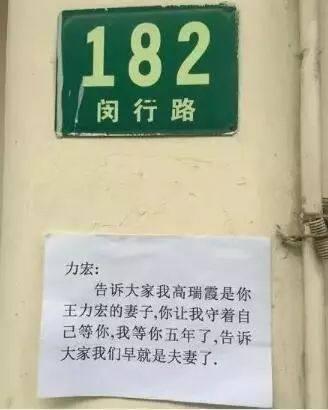 182
闵行路
力宏:
告诉大家我高瑞霞是你
王力宏的妻子,你让我守着自
己等你,我等你五年了,告诉
大家我们早就是夫妻了.